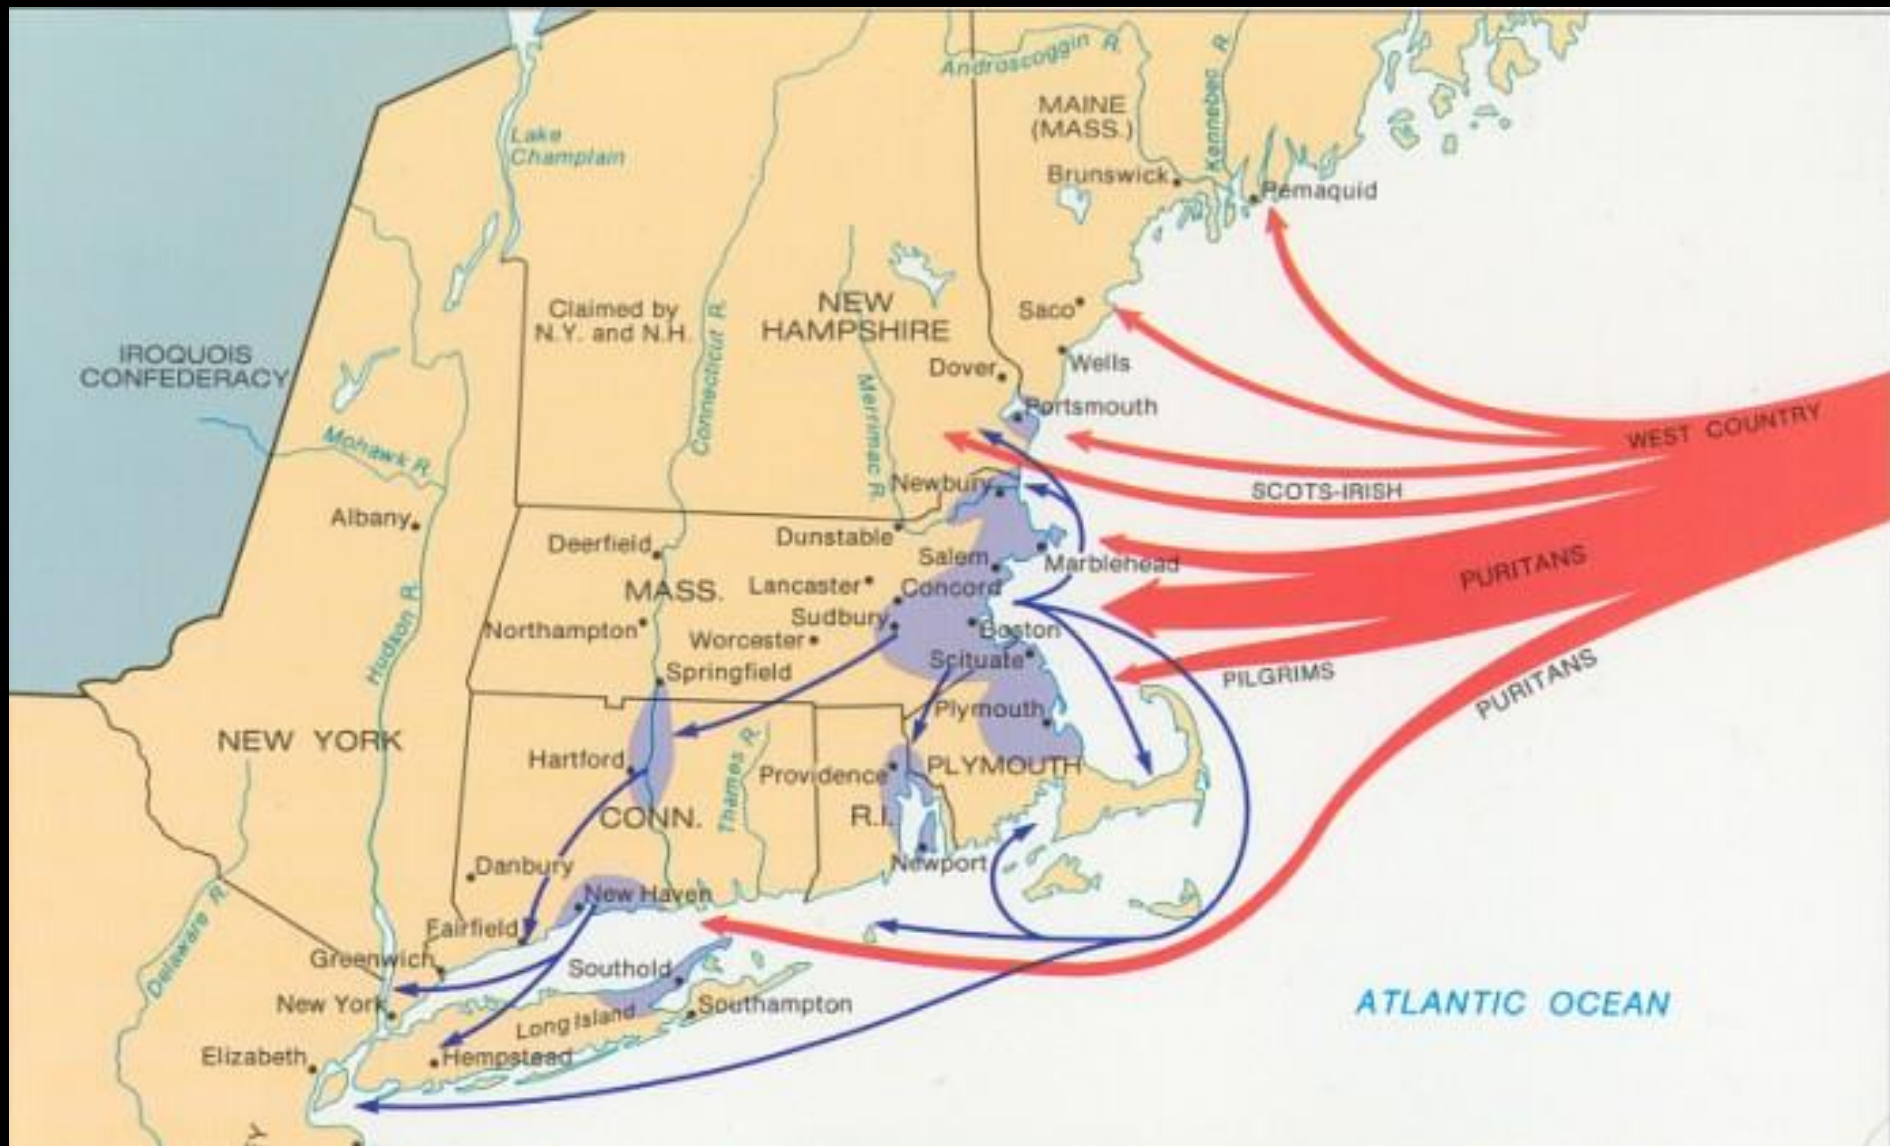 Androscoggin R.
Kennebec R.
MAINE
(MASS.)
Lake
Champlain
Brunswick
Pemaquid
Claimed by
N.Y. and N.H.
Connecticut R.
NEW
HAMPSHIRE
Saco
IROQUOIS
CONFEDERACY
Wells
Dover
Merrimac R.
Portsmouth
WEST COUNTRY
Mohawk R.
Newbury
SCOTS-IRISH
Albany
Deerfield
Dunstable
Salem
Marblehead
PURITANS
MASS.
Lancaster
Concord
Hudson R.
Sudbury
Northampton
Worcester
Boston
Scituate
Springfield
PILGRIMS
PURITANS
Plymouth
NEW YORK
Hartford
Thames R.
Providence
PLYMOUTH
CONN.
R.I.
Danbury
Newport
New Haven
Delaware R.
Fairfield
Greenwich
Southold
New York
Southampton
Long Island
ATLANTIC OCEAN
Elizabeth
Hempstead